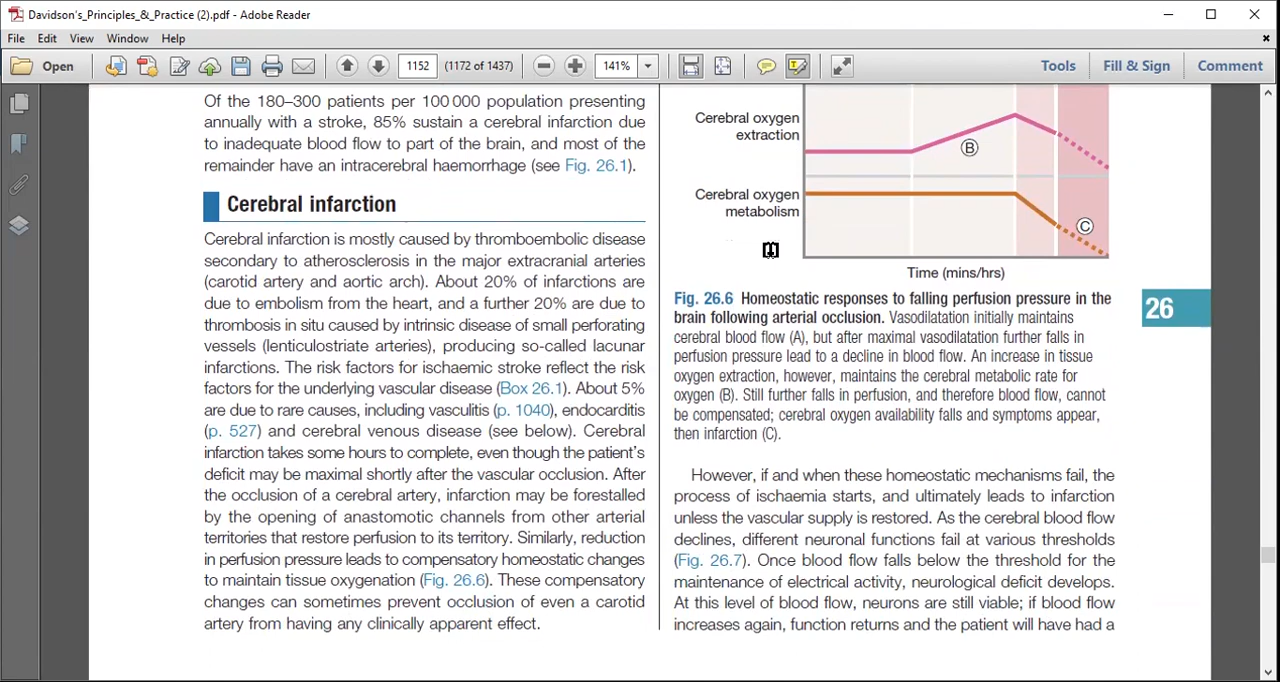 Davidson's_Principles_&_Practice (2).pdf - Adobe Reader
File Edit View Window Help
Open 1152 (1172 of 1437) 141% Tools Fill & Sign Comment
Of the 180–300 patients per 100 000 population presenting
annually with a stroke, 85% sustain a cerebral infarction due
to inadequate blood flow to part of the brain, and most of the
remainder have an intracerebral haemorrhage (see Fig. 26.1).
Cerebral infarction
Cerebral infarction is mostly caused by thromboembolic disease
secondary to atherosclerosis in the major extracranial arteries
(carotid artery and aortic arch). About 20% of infarctions are
due to embolism from the heart, and a further 20% are due to
thrombosis in situ caused by intrinsic disease of small perforating
vessels (lenticulostriate arteries), producing so-called lacunar
infarctions. The risk factors for ischaemic stroke reflect the risk
factors for the underlying vascular disease (Box 26.1). About 5%
are due to rare causes, including vasculitis (p. 1040), endocarditis
(p. 527) and cerebral venous disease (see below). Cerebral
infarction takes some hours to complete, even though the patient's
deficit may be maximal shortly after the vascular occlusion. After
the occlusion of a cerebral artery, infarction may be forestalled
by the opening of anastomotic channels from other arterial
territories that restore perfusion to its territory. Similarly, reduction
in perfusion pressure leads to compensatory homeostatic changes
to maintain tissue oxygenation (Fig. 26.6). These compensatory
changes can sometimes prevent occlusion of even a carotid
artery from having any clinically apparent effect.
Cerebral oxygen
extraction
B
Cerebral oxygen
metabolism
C
Time (mins/hrs)
Fig. 26.6 Homeostatic responses to falling perfusion pressure in the
brain following arterial occlusion. Vasodilatation initially maintains
cerebral blood flow (A), but after maximal vasodilatation further falls in
perfusion pressure lead to a decline in blood flow. An increase in tissue
oxygen extraction, however, maintains the cerebral metabolic rate for
oxygen (B). Still further falls in perfusion, and therefore blood flow, cannot
be compensated; cerebral oxygen availability falls and symptoms appear,
then infarction (C).
26
However, if and when these homeostatic mechanisms fail, the
process of ischaemia starts, and ultimately leads to infarction
unless the vascular supply is restored. As the cerebral blood flow
declines, different neuronal functions fail at various thresholds
(Fig. 26.7). Once blood flow falls below the threshold for the
maintenance of electrical activity, neurological deficit develops.
At this level of blood flow, neurons are still viable; if blood flow
increases again, function returns and the patient will have had a